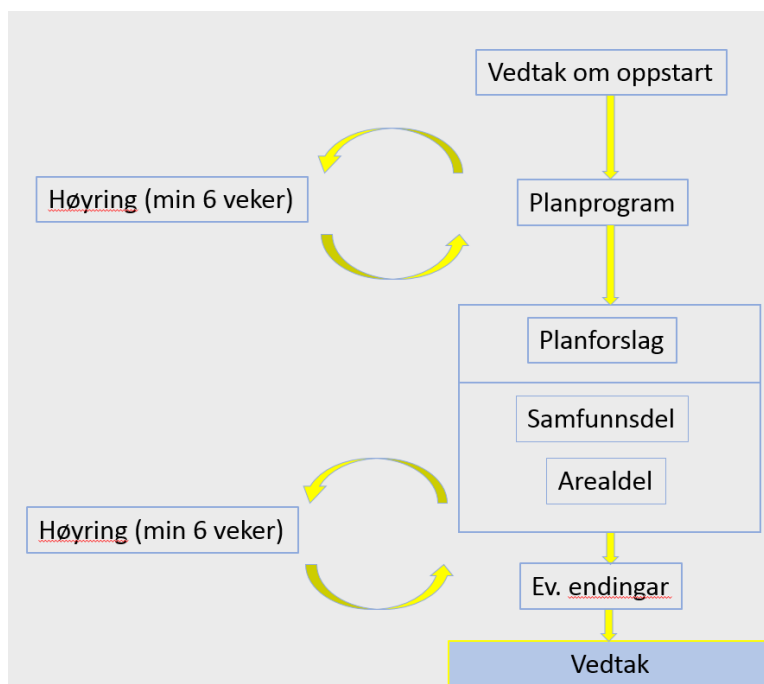 Vedtak om oppstart
Høyring (min 6 veker)
Planprogram
Planforslag
Samfunnsdel
Arealdel
Høyring (min 6 veker)
Ev. endingar
Vedtak